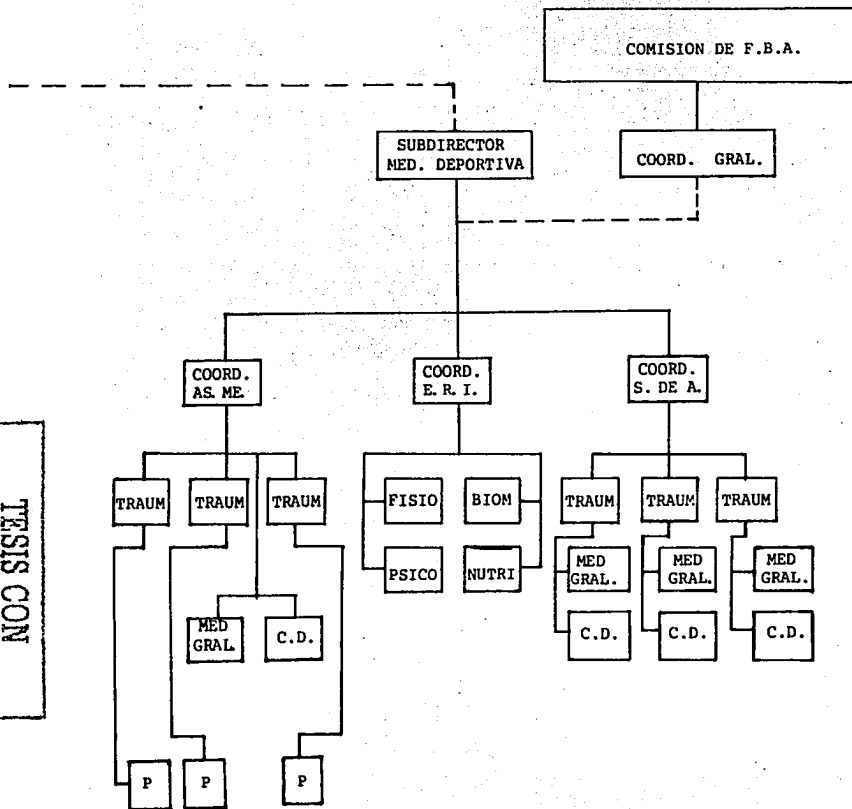 COMISION DE F.B.A.
SUBDIRECTOR
MED. DEPORTIVA
COORD. GRAL.
COORD.
AS. ME.
COORD.
E. R. I.
COORD.
S. DE A.
TRAUM
TRAUM
TRAUM
FISIO
BIOM
TRAUM
TRAUM
TRAUM
PSICO
NUTRI
MED
GRAL.
MED
GRAL.
MED
GRAL.
MED
GRAL.
C.D.
C.D.
C.D.
C.D.
P
P
P
TESIS CON